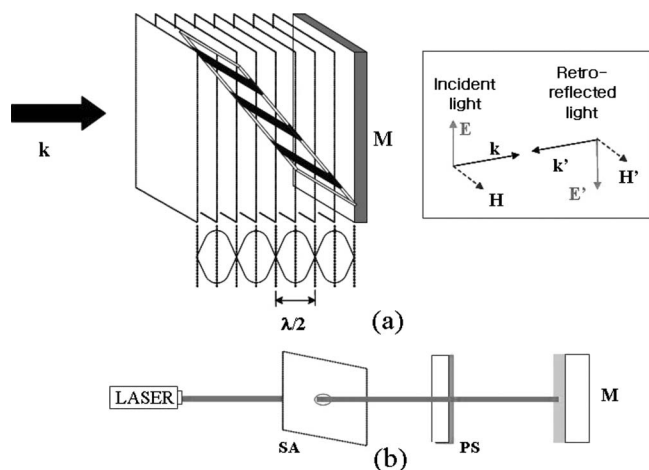 k
M
λ/2
(a)
Incident
light
Retro-
reflected
light
E
k
H
k’
E’
H’
LASER
SA
PS
M
(b)